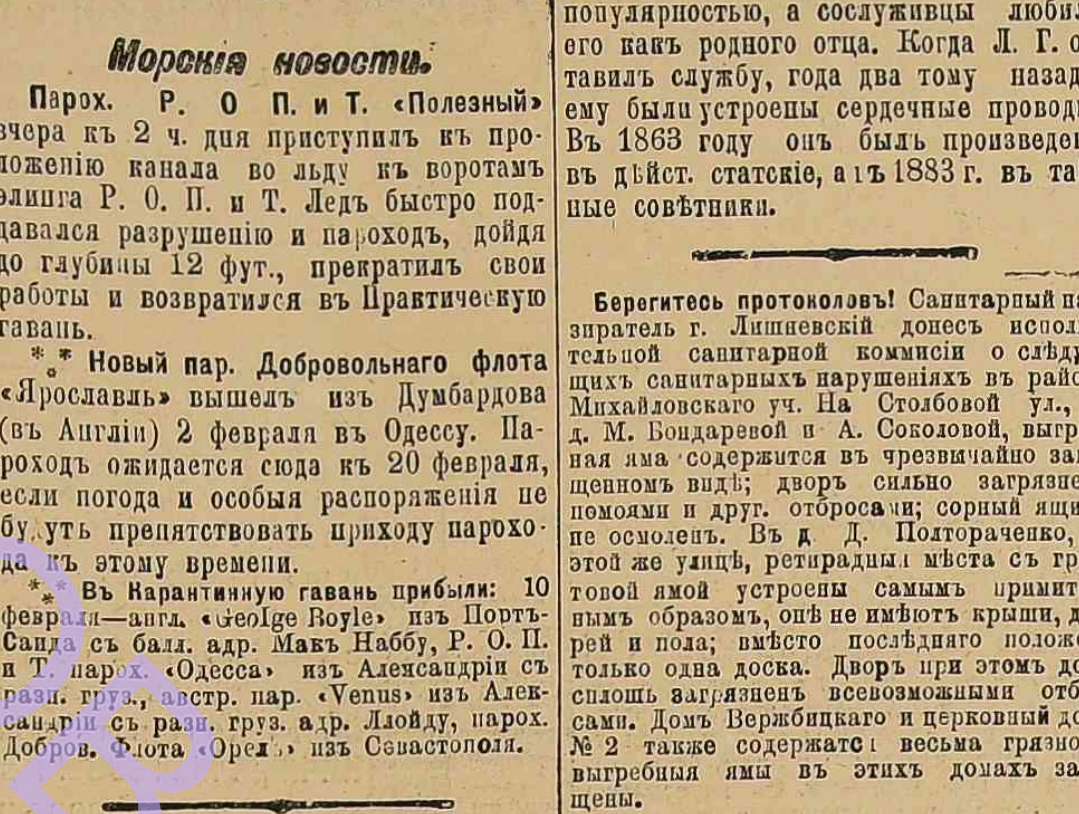 Морскія новости.
Парох. Р. О П. и Т. «Полезный»
вчера къ 2 ч. дня приступилъ къ про-
ложенію канала во льду къ воротамъ
элинга Р. О. П. и Т. Ледъ быстро под-
давался разрушенію и пароходъ, дойдя
до глубины 12 фут., прекратилъ свои
работы и возвратился въ Практическую
гавань.
*** Новый пар. Добровольнаго флота
«Ярославль» вышелъ изъ Думбардова
(въ Англіи) 2 февраля въ Одессу. Па-
роходъ ожидается сюда къ 20 февраля,
если погода и особыя распоряженія не
будутъ препятствовать приходу парохо-
да къ этому времени.
*** Въ Карантинную гавань прибыли: 10
февраля—англ. «Geolge Boyle» изъ Портъ-
Саида съ балл. адр. Макъ Наббу, Р. О. П.
и Т. парох. «Одесса» изъ Александріи съ
разн. груз., австр. пар. «Venus» изъ Алек-
сандріи съ разн. груз. адр. Ллойду, парох.
Добров. Флота «Орелъ» изъ Севастополя.
популярностью, а сослуживцы любил
его какъ родного отца. Когда Л. Г. о
тавилъ службу, года два тому назад
ему были устроены сердечные провод
Въ 1863 году онъ былъ произведен
въ дѣйст. статскіе, а въ 1883 г. въ та
ные совѣтники.
Берегитесь протоколовъ! Санитарный на
зиратель г. Лишневскій донесъ исполн
тельной санитарной коммисіи о слѣду
щихъ санитарныхъ нарушеніяхъ въ райо
Михайловскаго уч. На Столбовой ул.,
д. М. Бондаревой и А. Соколовой, выгр
ная яма содержится въ чрезвычайно за
щенномъ видѣ; дворъ сильно загрязне
помоями и друг. отбросами; сорный ящи
не осмоленъ. Въ д. Д. Полтораченко,
этой же улицѣ, ретирадныя мѣста съ гр
товой ямой устроены самымъ примит
нымъ образомъ, онѣ не имѣютъ крыши, д
рей и пола; вмѣсто послѣдняго положе
только одна доска. Дворъ при этомъ до
сплошь загрязненъ всевозможными отб
сами. Домъ Вержбицкаго и церковный до
№ 2 также содержатся весьма грязно
выгребныя ямы въ этихъ домахъ за
щены.